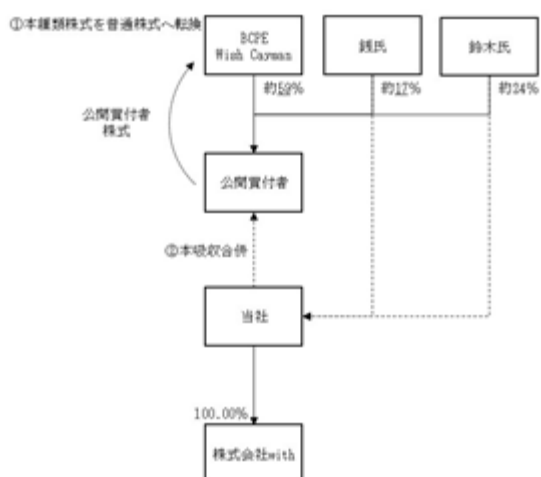 ①本種類株式を普通株式へ転換
BCPE
Wish Cayman
銭氏
鈴木氏
約59%
約17%
約24%
公開買付者
株式
公開買付者
②本吸収合併
当社
100.00%
株式会社with